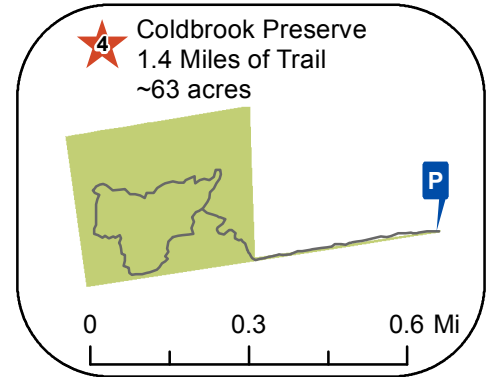 4
Coldbrook Preserve
1.4 Miles of Trail
~63 acres
P
0 0.3 0.6 Mi